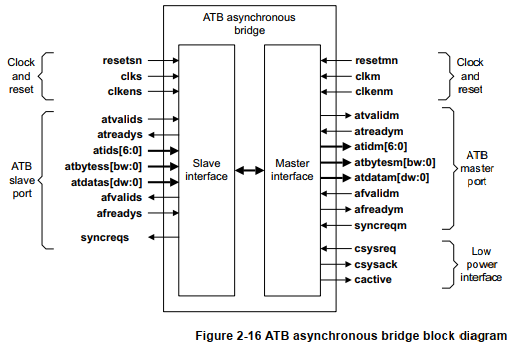 ATB asynchronous
bridge
Clock
and
reset
resetsn
clks
clkens
ATB
slave
port
atvalids
atreadys
atids[6:0]
atbytess[bw:0]
atdatas[dw:0]
afvalids
afreadys
syncreqs
Slave
interface
Master
interface
resetmn
clkm
clkenm
Clock
and
reset
atvalidm
atreadym
atidm[6:0]
atbytesm[bw:0]
atdatam[dw:0]
afvalidm
afreadym
syncreqm
ATB
master
port
csysreq
csysack
cactive
Low
power
interface
Figure 2-16 ATB asynchronous bridge block diagram